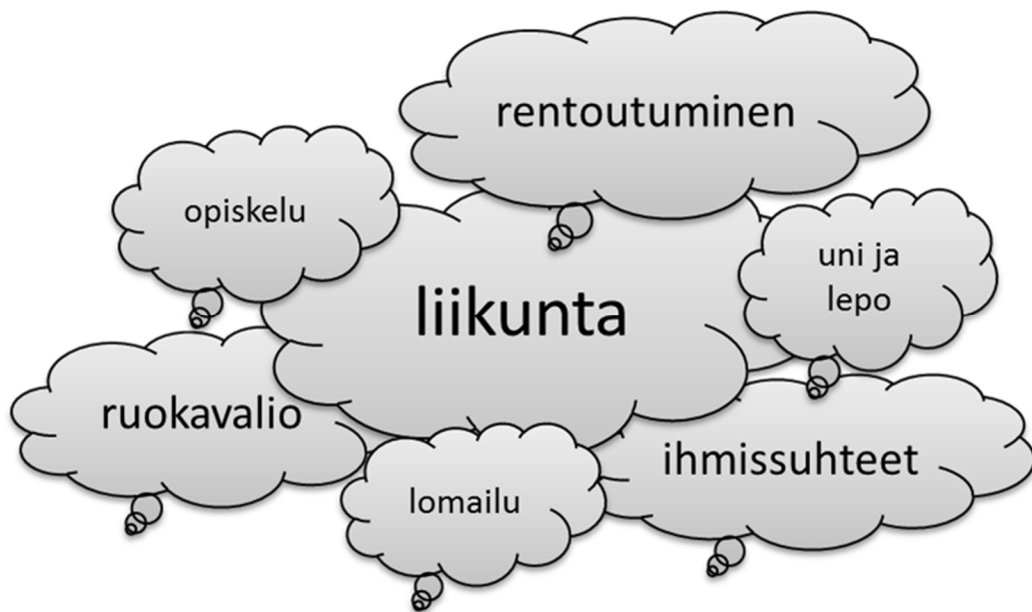 rentoutuminen
opiskelu
uni ja
lepo
liikunta
ruokavalio
ihmissuhteet
lomailu